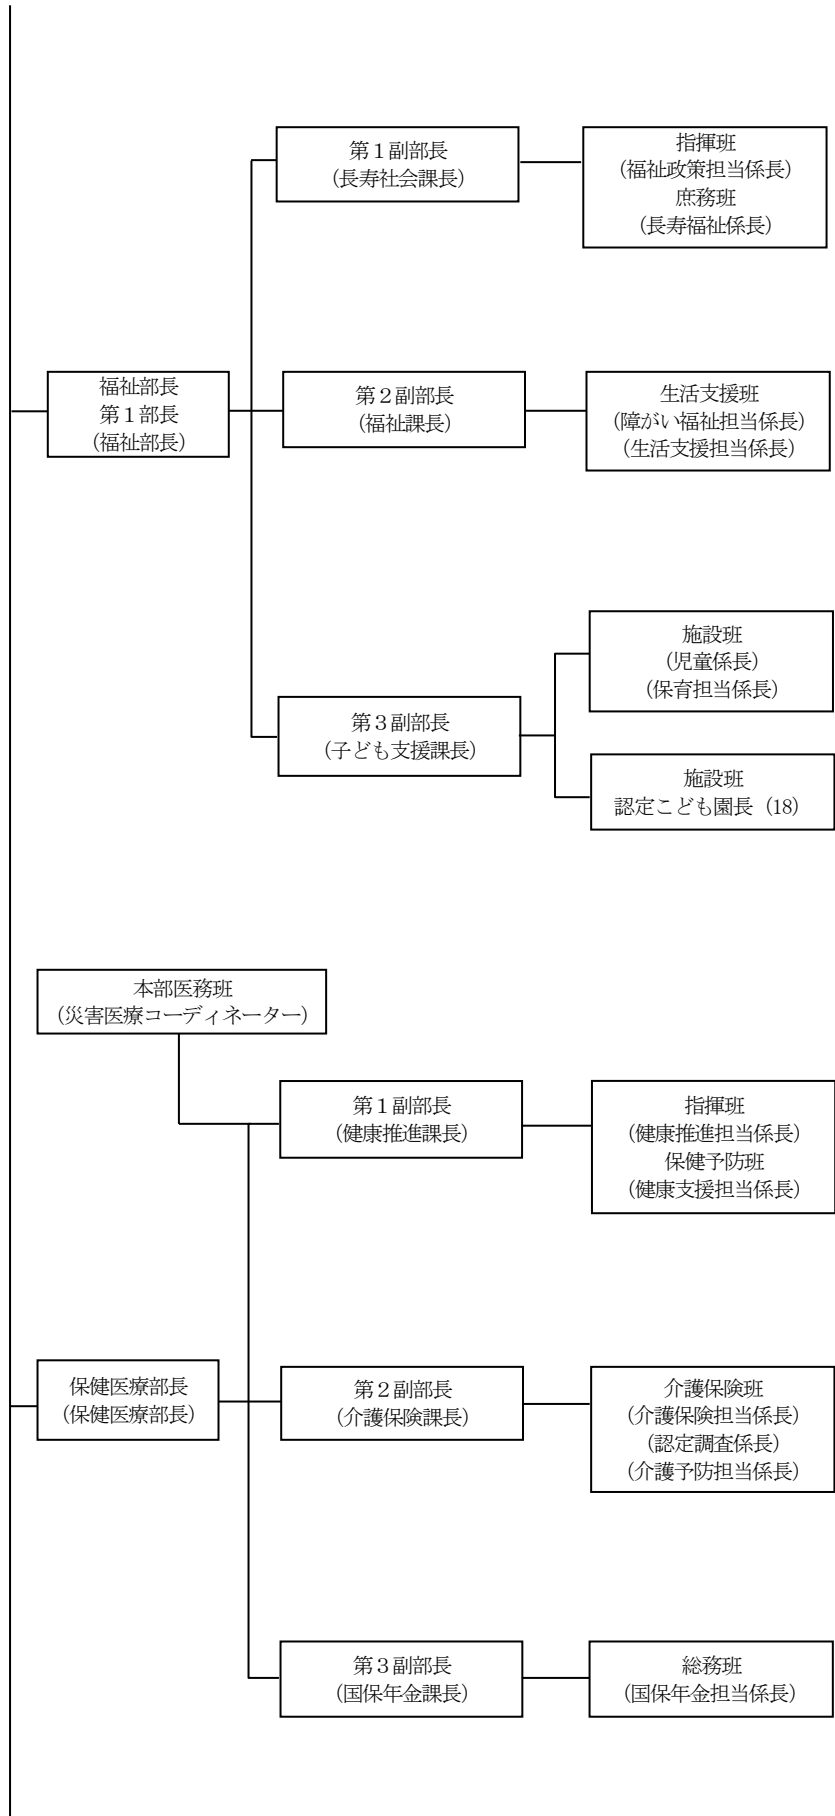 第１副部長
（長寿社会課長）
指揮班
（福祉政策担当係長）
庶務班
（長寿福祉係長）
福祉部長
第１部長
（福祉部長）
第２副部長
（福祉課長）
生活支援班
（障がい福祉担当係長）
（生活支援担当係長）
第３副部長
（子ども支援課長）
施設班
（児童係長）
（保育担当係長）
施設班
認定こども園長（18）
本部医務班
（災害医療コーディネーター）
第１副部長
（健康推進課長）
指揮班
（健康推進担当係長）
保健予防班
（健康支援担当係長）
保健医療部長
（保健医療部長）
第２副部長
（介護保険課長）
介護保険班
（介護保険担当係長）
（認定調査係長）
（介護予防担当係長）
第３副部長
（国保年金課長）
総務班
（国保年金担当係長）